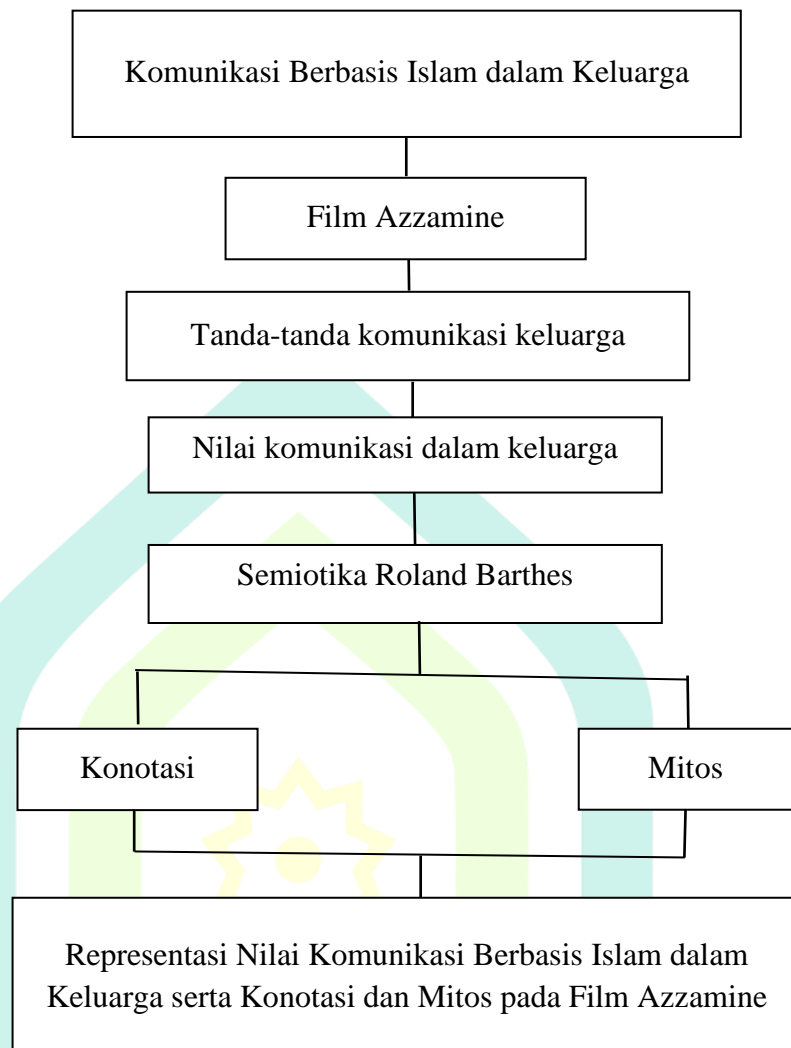 Komunikasi Berbasis Islam dalam Keluarga
Film Azzamine
Tanda-tanda komunikasi keluarga
Nilai komunikasi dalam keluarga
Semiotika Roland Barthes
Konotasi
Mitos
Representasi Nilai Komunikasi Berbasis Islam dalam
Keluarga serta Konotasi dan Mitos pada Film Azzamine